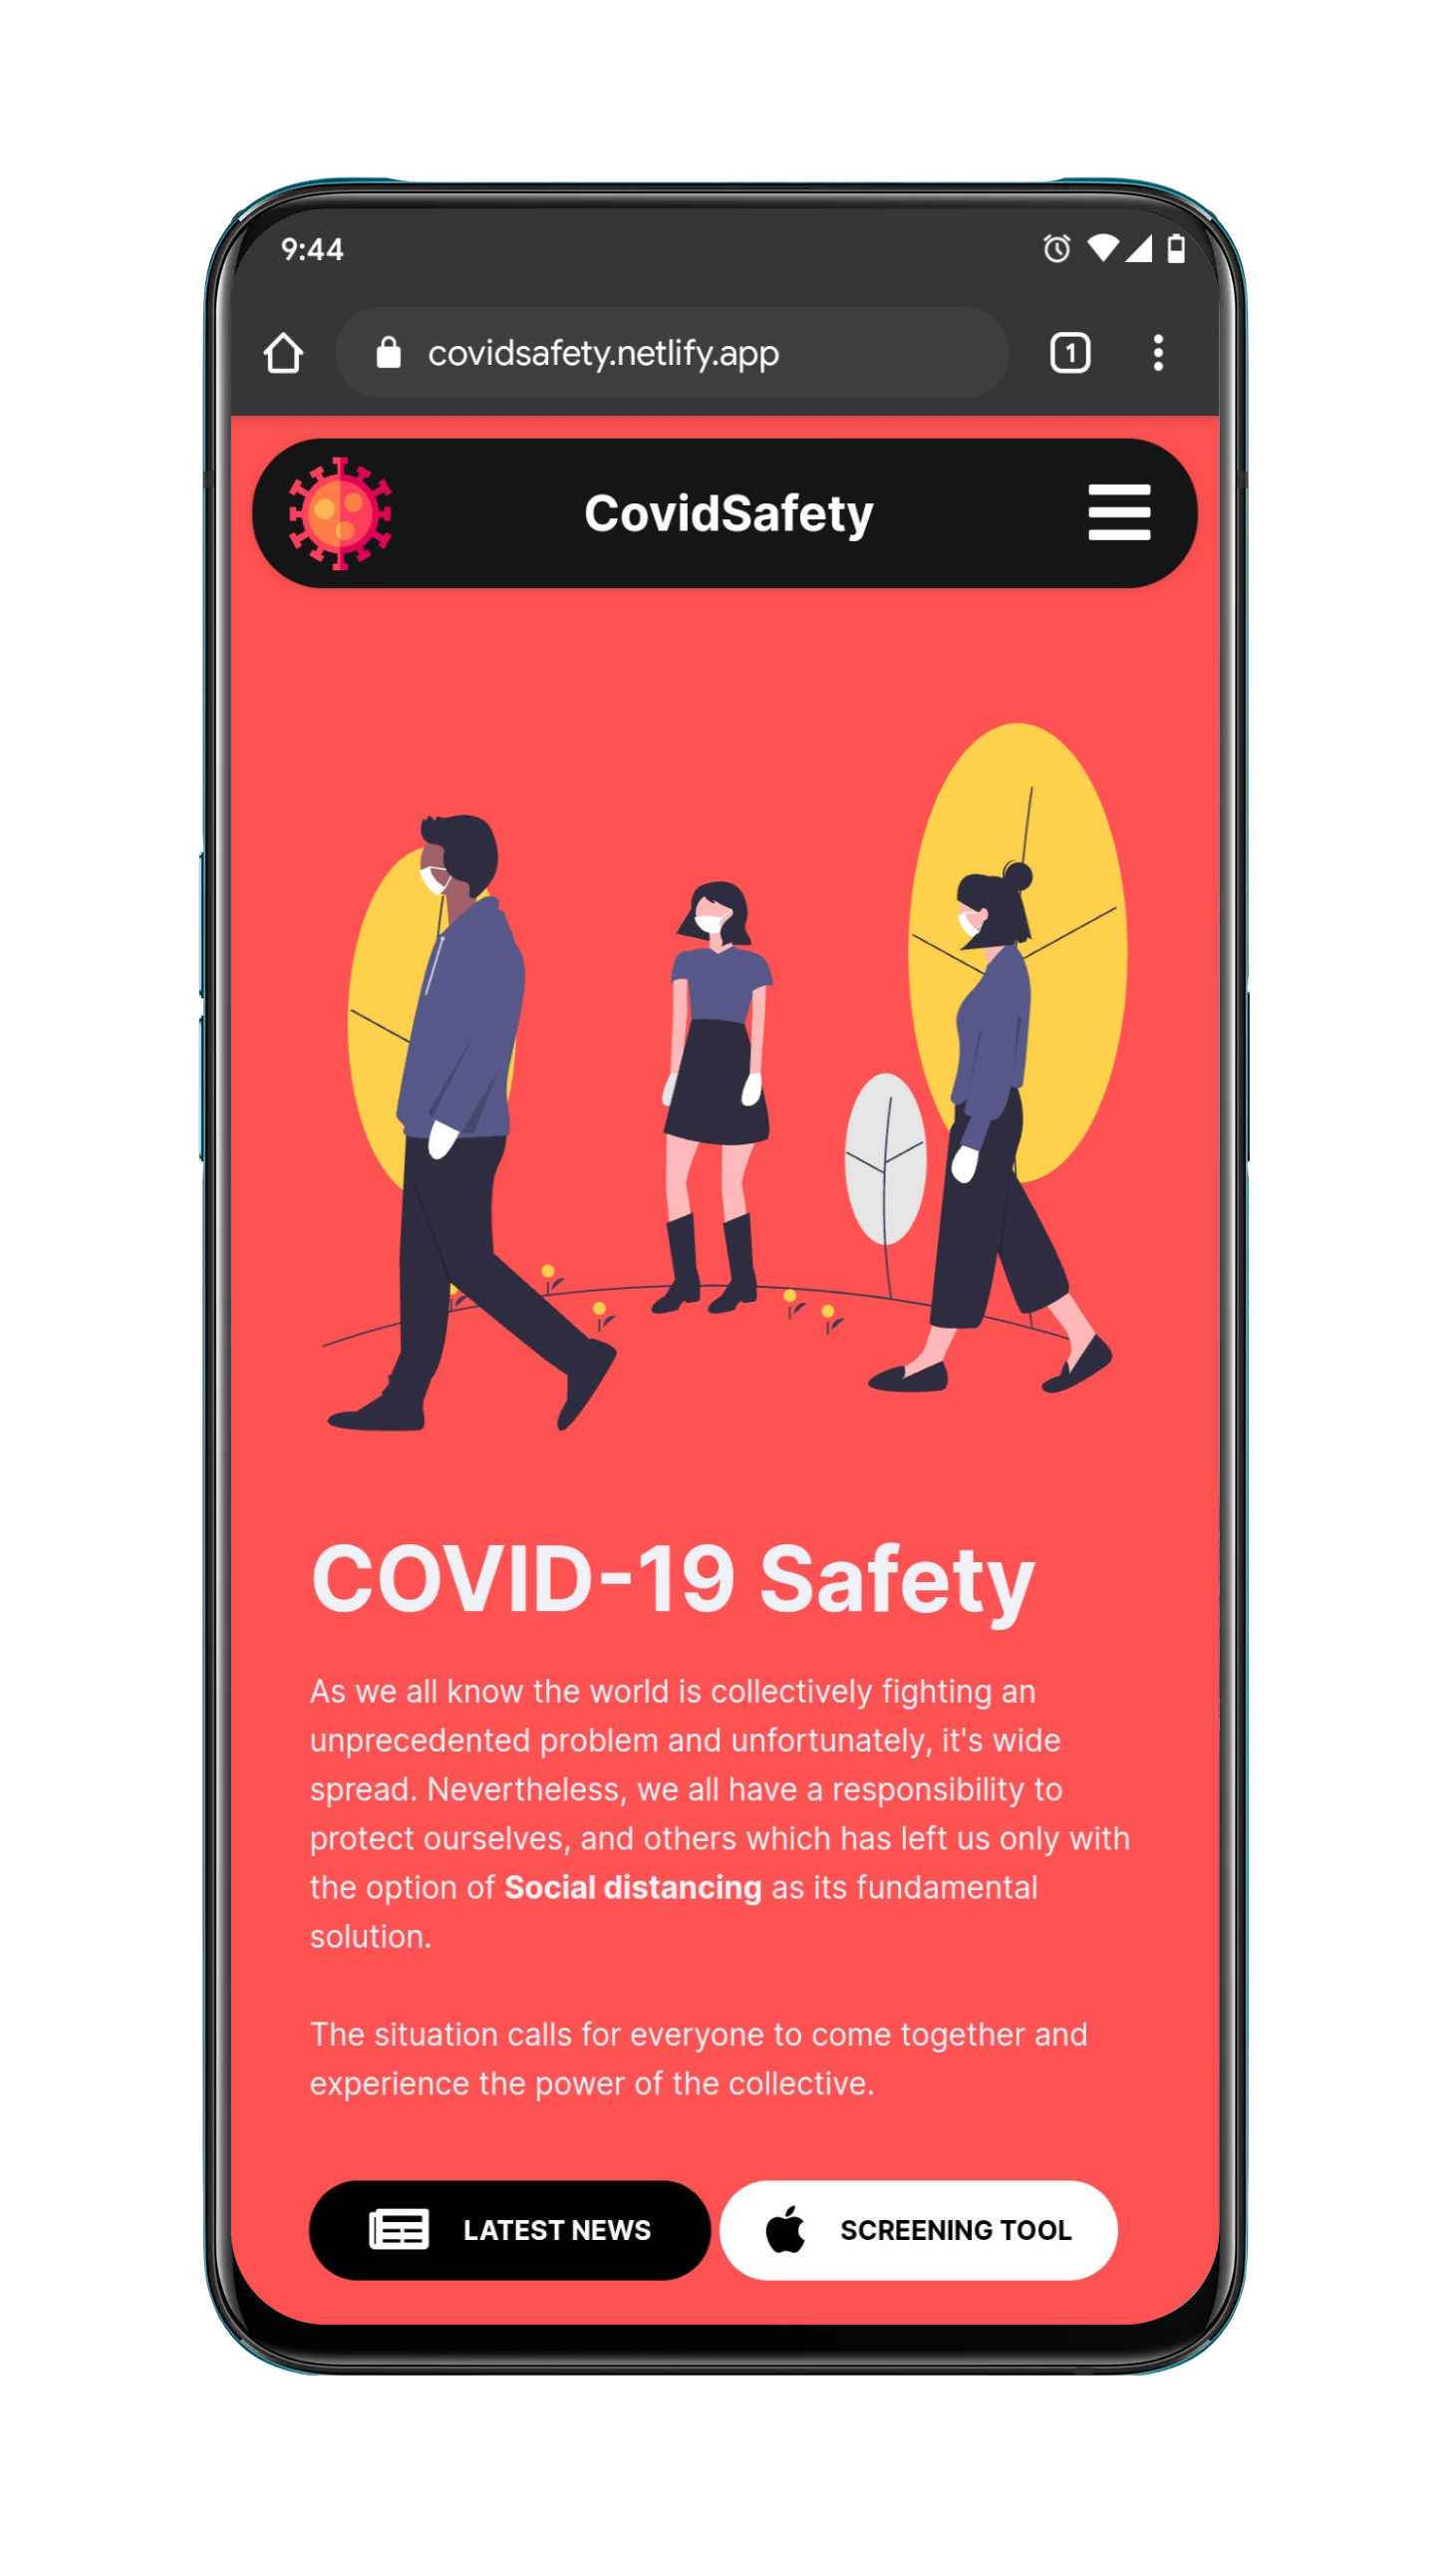 9:44
covidsafety.netlify.app
1
CovidSafety
COVID-19 Safety
As we all know the world is collectively fighting an
unprecedented problem and unfortunately, it's wide
spread. Nevertheless, we all have a responsibility to
protect ourselves, and others which has left us only with
the option of Social distancing as its fundamental
solution.
The situation calls for everyone to come together and
experience the power of the collective.
LATEST NEWS
SCREENING TOOL